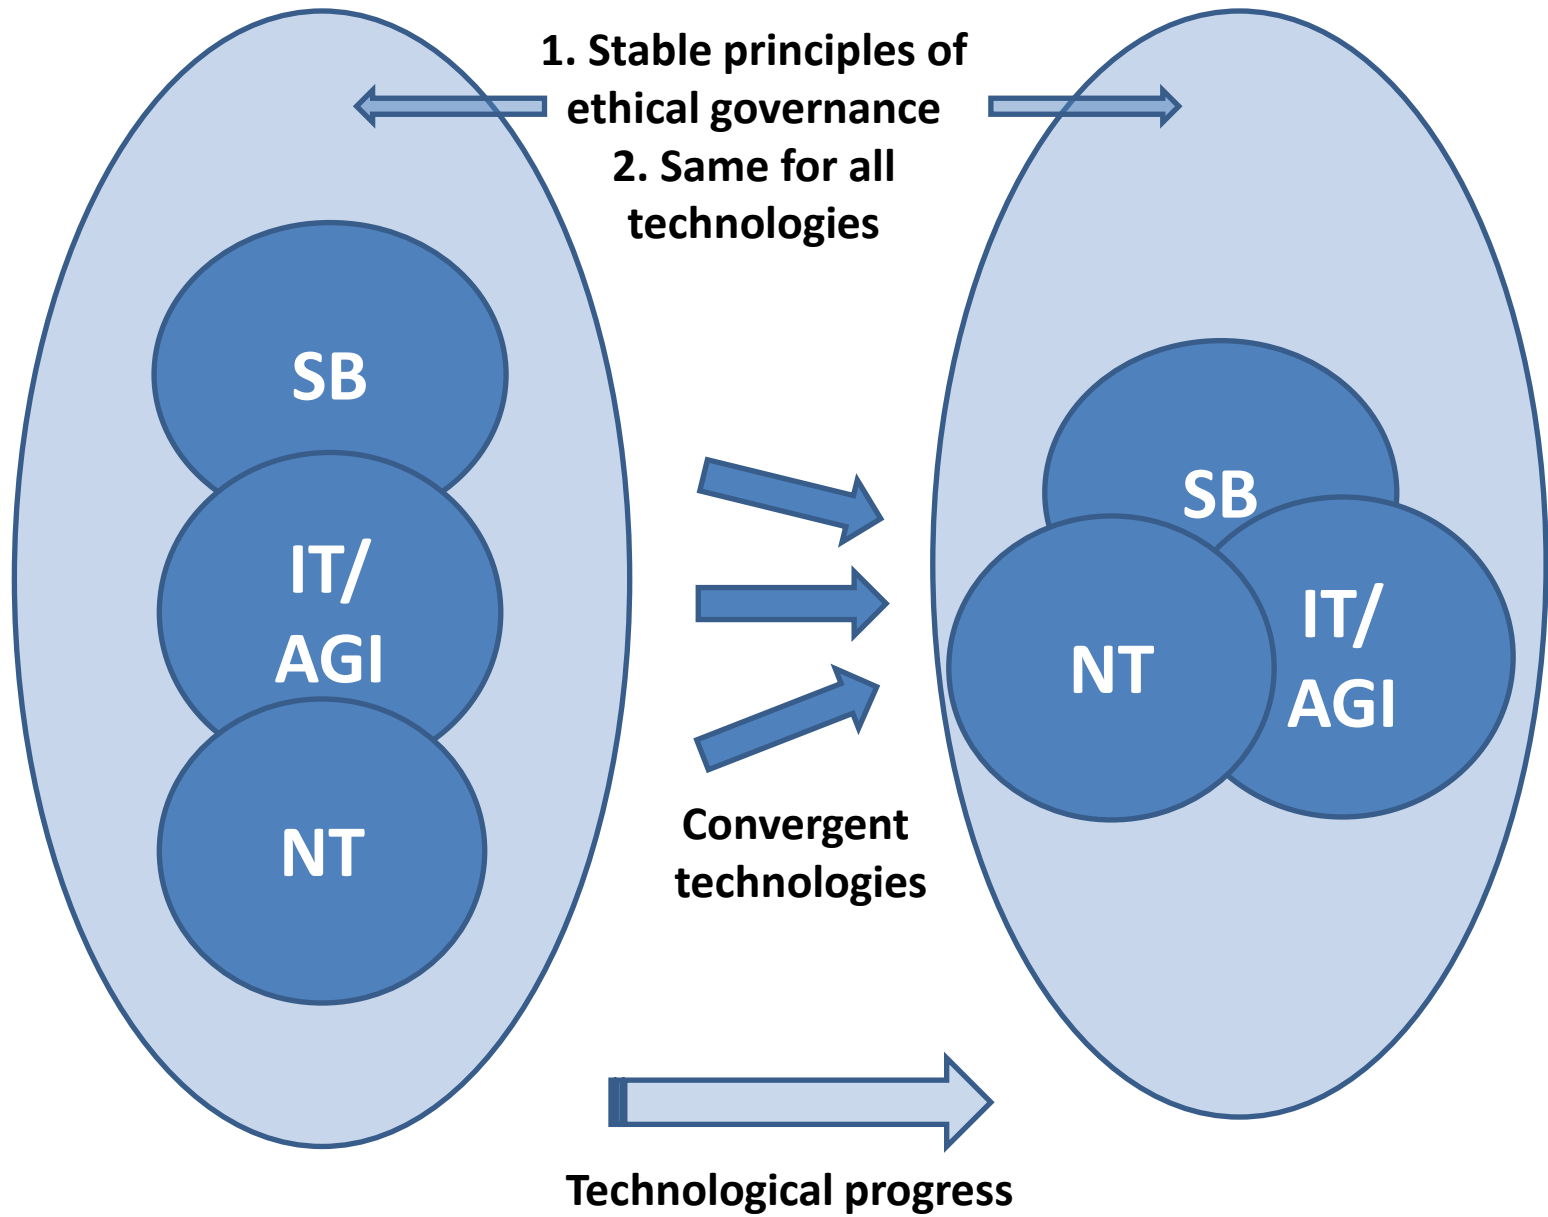 1. Stable principles of
ethical governance
2. Same for all
technologies
SB
IT/
AGI
NT
SB
IT/
AGI
NT
Convergent
technologies
Technological progress